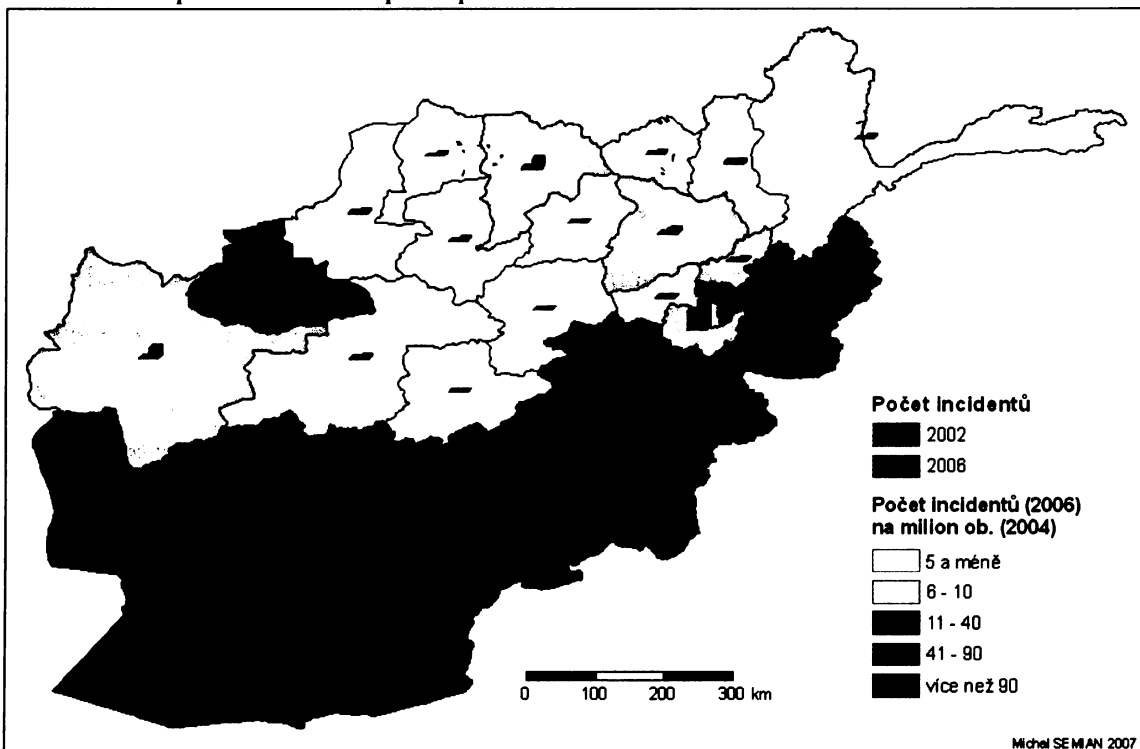 Počet incidentů
2002
2006
Počet incidentů (2006)
na milion ob. (2004)
5 a méně
6 - 10
11 - 40
41 - 90
více než 90
0 100 200 300 km
Michal SEMIAN 2007